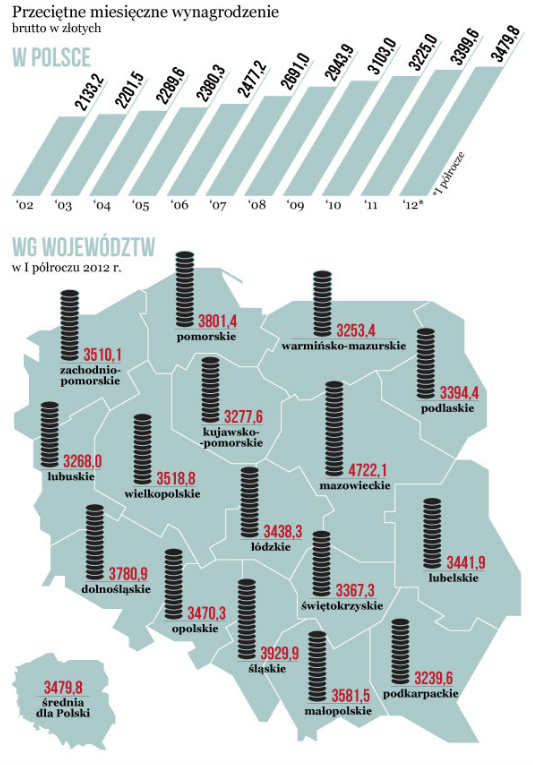 Przeciętne miesięczne wynagrodzenie
brutto w złotych
W POLSCE
2133,2
2201,5
2289,6
2380,3
2477,2
2691,0
2943,9
3103,0
3225,0
3399,6
3479,8
*I półrocze
‘02 ‘03 ‘04 ‘05 ‘06 ‘07 ‘08 ‘09 ‘10 ‘11 ‘12*
WG WOJEWÓDZTW
w I półroczu 2012 r.
3801,4
pomorskie
3253,4
warmińsko-mazurskie
3510,1
zachodnio-
pomorskie
3394,4
podlaskie
3277,6
kujawsko-
-pomorskie
3268,0
lubuskie
3518,8
wielkopolskie
4722,1
mazowieckie
3438,3
łódzkie
3441,9
lubelskie
3780,9
dolnośląskie
3367,3
świętokrzyskie
3470,3
opolskie
3929,9
śląskie
3581,5
małopolskie
3239,6
podkarpackie
3479,8
średnia
dla Polski